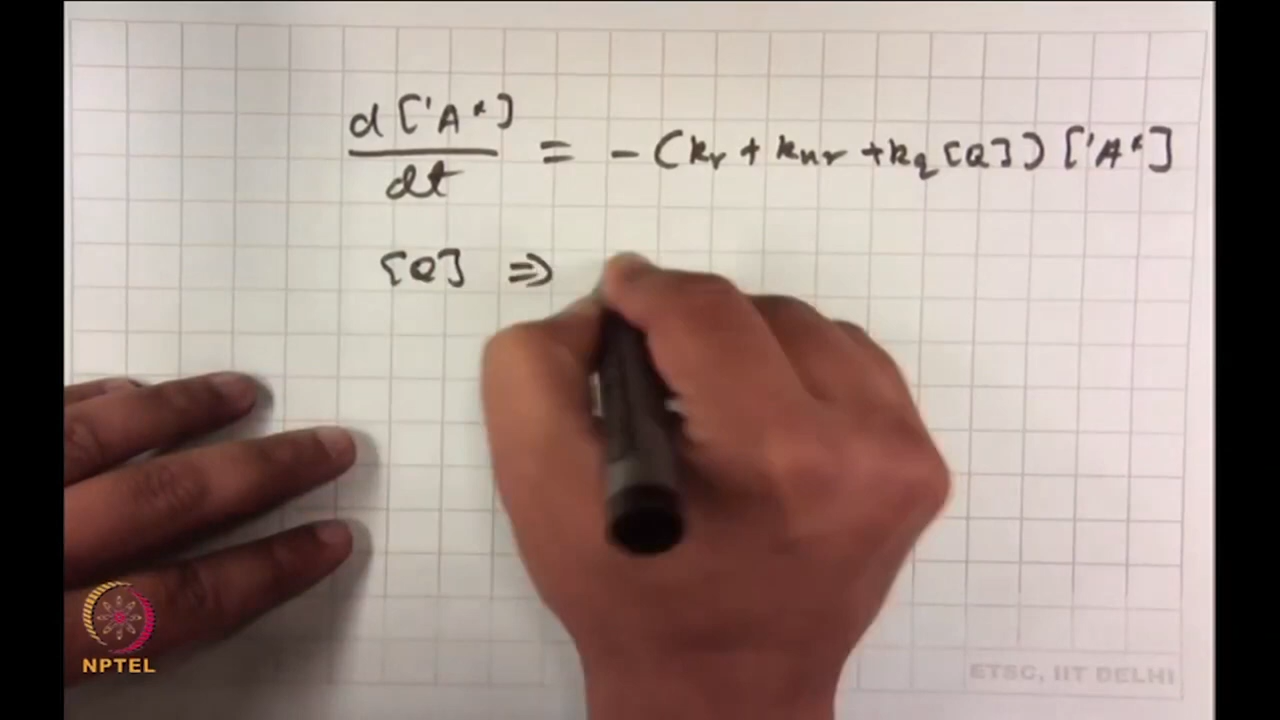 d['A*]
dt
= - (kr + knr + kq [Q]) ['A*]
[Q] ⇒
NPTEL
ETSC, IIT DELHI